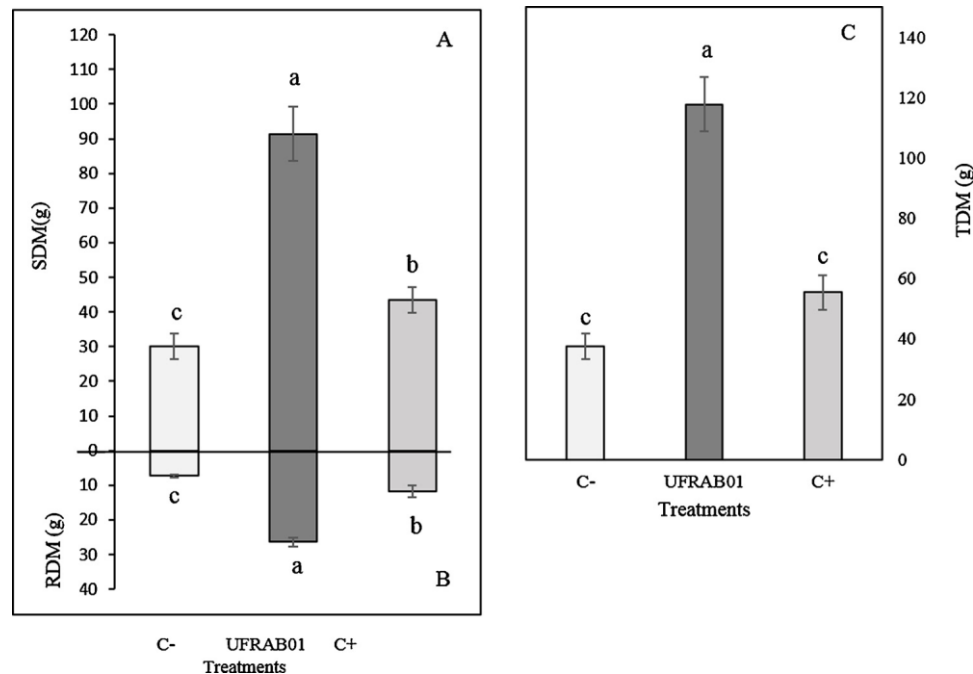 A
120
110
100
90
80
70
60
50
40
30
20
10
0
10
20
30
40
SDM(g)
RDM (g)
c
a
b
c
a
b
B
C- UFRAB01 C+
Treatments
C
140
120
100
80
60
40
20
0
TDM (g)
c
a
c
C- UFRAB01 C+
Treatments